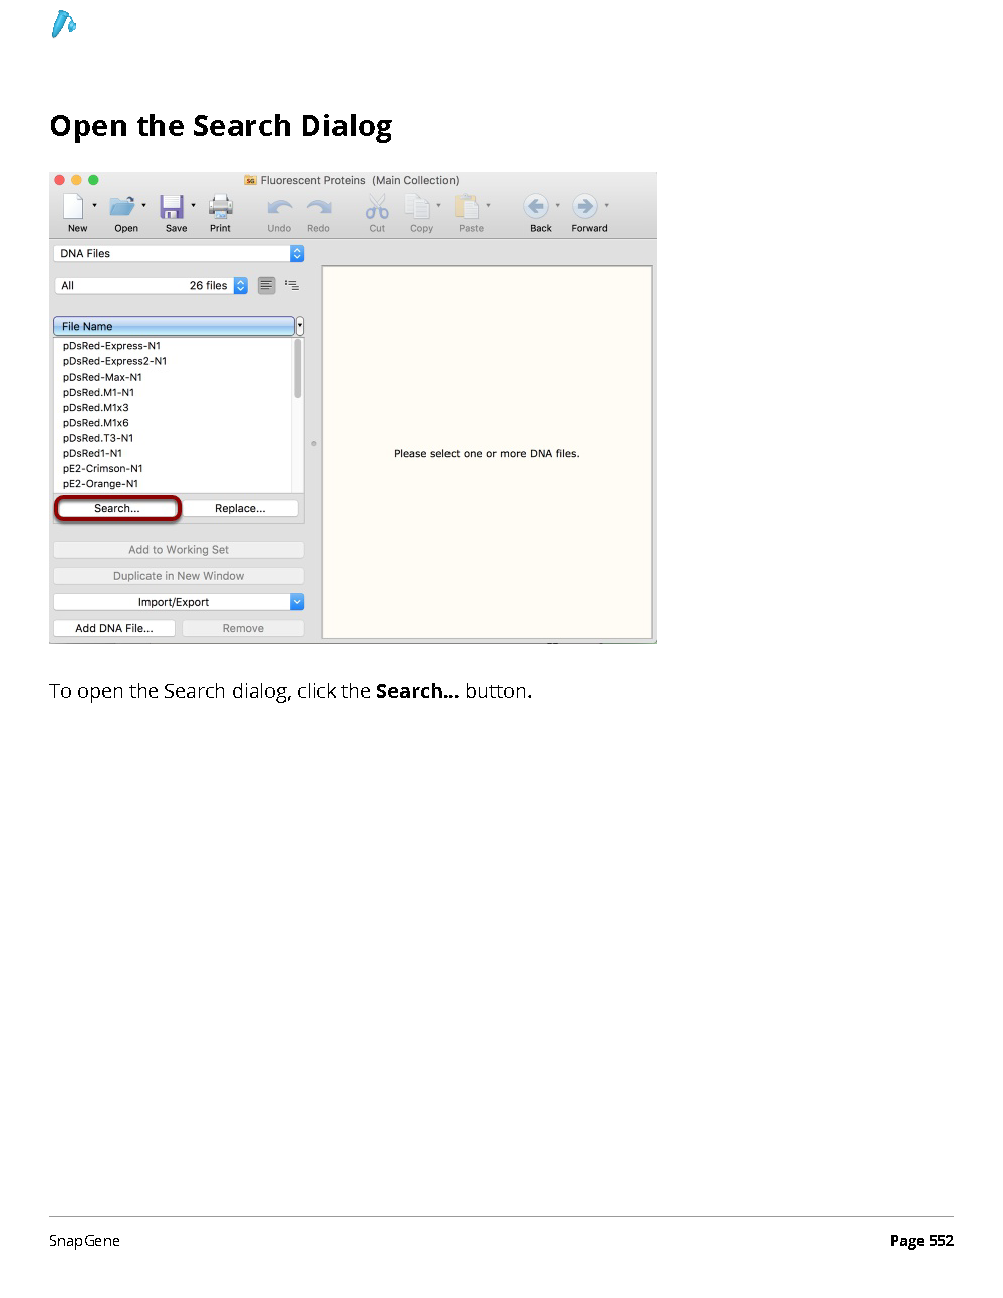 Open the Search Dialog
SG Fluorescent Proteins (Main Collection)
New Open Save Print Undo Redo Cut Copy Paste Back Forward
DNA Files
All 26 files
File Name
pDsRed-Express-N1
pDsRed-Express2-N1
pDsRed-Max-N1
pDsRed.M1-N1
pDsRed.M1x3
pDsRed.M1x6
pDsRed.T3-N1
pDsRed1-N1
pE2-Crimson-N1
pE2-Orange-N1
Please select one or more DNA files.
Search... Replace...
Add to Working Set
Duplicate in New Window
Import/Export
Add DNA File... Remove
To open the Search dialog, click the Search... button.
SnapGene Page 552